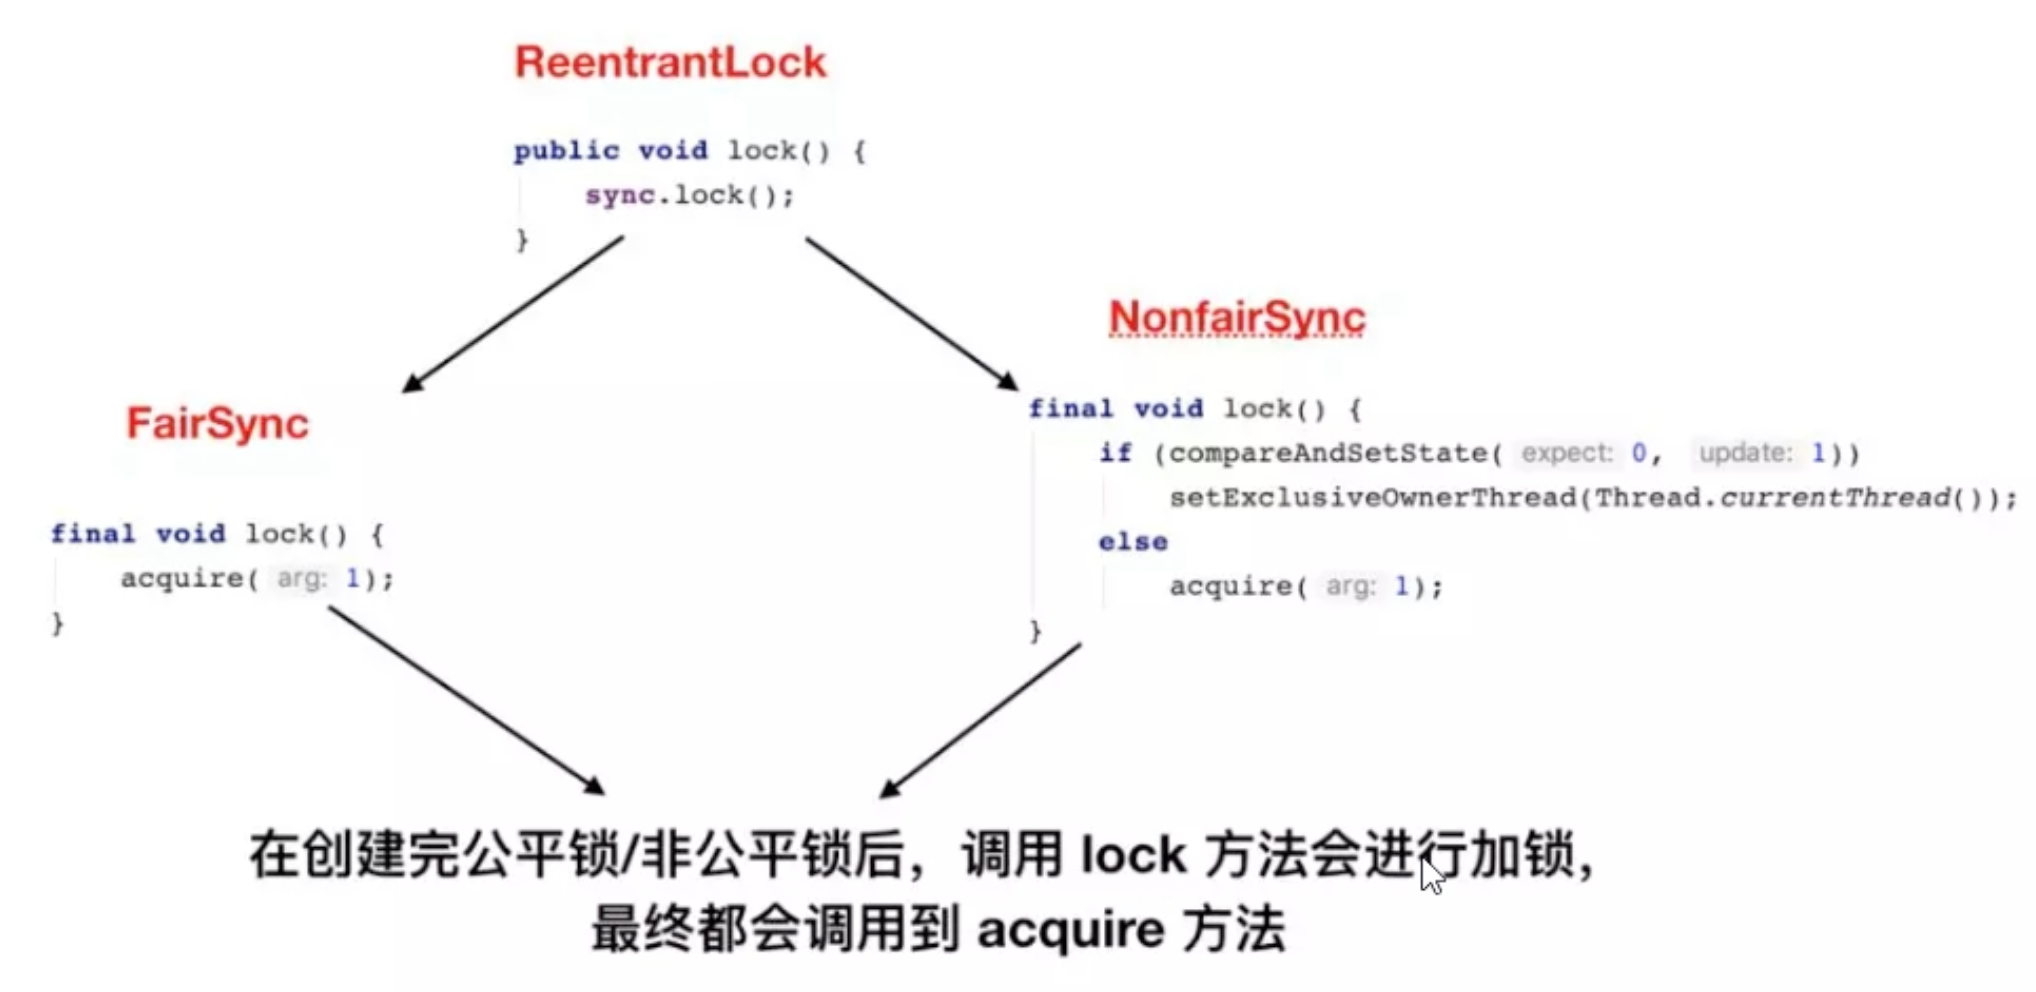 ReentrantLock
public void lock() {
sync.lock();
}
NonfairSync
final void lock() {
if (compareAndSetState( expect: 0, update: 1))
setExclusiveOwnerThread(Thread.currentThread());
else
acquire( arg: 1);
}
FairSync
final void lock() {
acquire( arg: 1);
}
在创建完公平锁/非公平锁后，调用 lock 方法会进行加锁，
最终都会调用到 acquire 方法